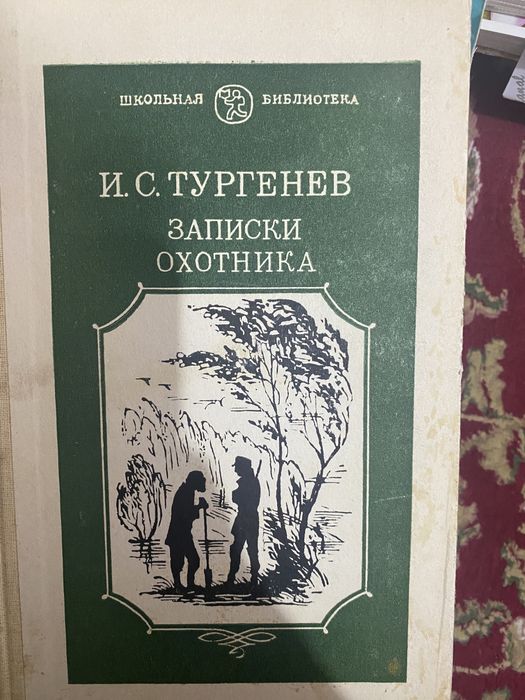 ШКОЛЬНАЯ БИБЛИОТЕКА
И. С. ТУРГЕНЕВ
ЗАПИСКИ
ОХОТНИКА